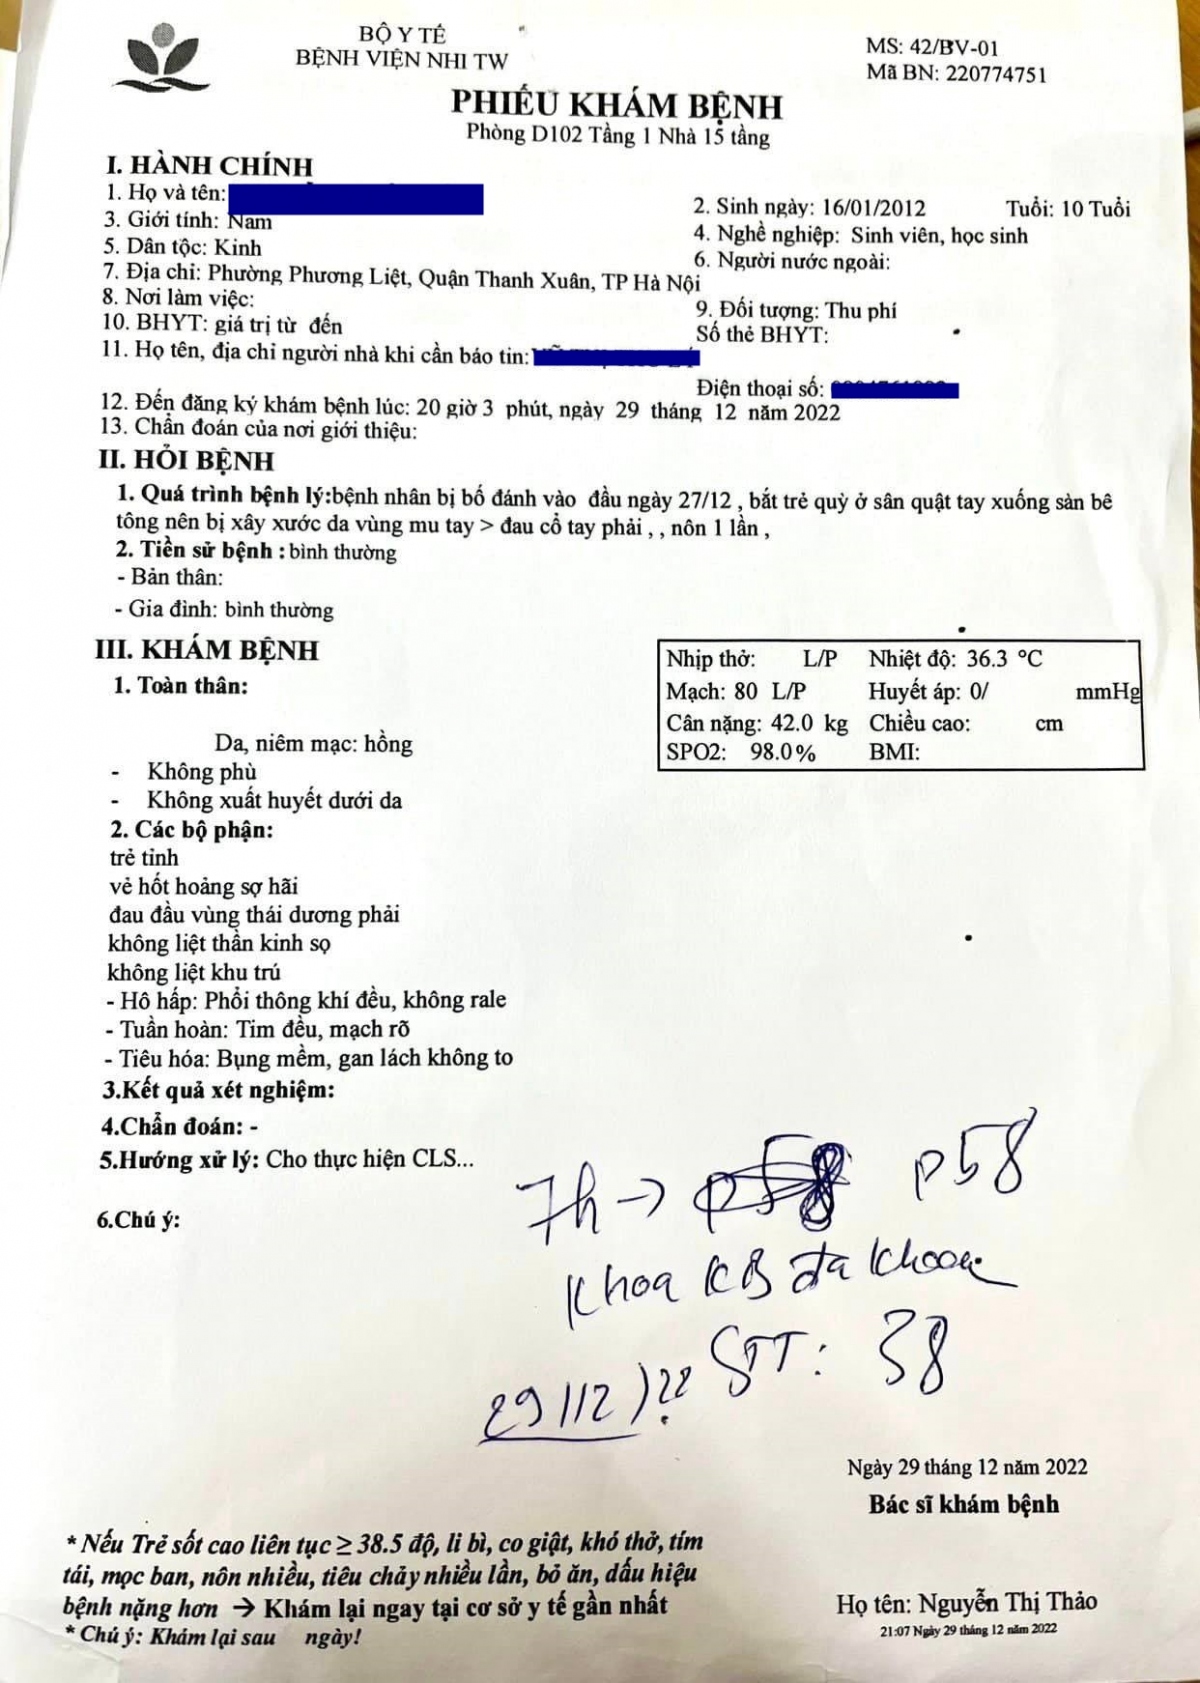 BỘ Y TẾ
BỆNH VIỆN NHI TW
MS: 42/BV-01
Mã BN: 220774751
PHIẾU KHÁM BỆNH
Phòng D102 Tầng 1 Nhà 15 tầng
I. HÀNH CHÍNH
1. Họ và tên:
2. Sinh ngày: 16/01/2012 Tuổi: 10 Tuổi
3. Giới tính: Nam
4. Nghề nghiệp: Sinh viên, học sinh
5. Dân tộc: Kinh
6. Người nước ngoài:
7. Địa chỉ: Phường Phương Liệt, Quận Thanh Xuân, TP Hà Nội
8. Nơi làm việc:
9. Đối tượng: Thu phí
10. BHYT: giá trị từ đến
Số thẻ BHYT:
11. Họ tên, địa chỉ người nhà khi cần báo tin:
Điện thoại số:
12. Đến đăng ký khám bệnh lúc: 20 giờ 3 phút, ngày 29 tháng 12 năm 2022
13. Chẩn đoán của nơi giới thiệu:
II. HỎI BỆNH
1. Quá trình bệnh lý:bệnh nhân bị bố đánh vào đầu ngày 27/12 , bắt trẻ quỳ ở sân quật tay xuống sàn bê
tông nên bị xây xước da vùng mu tay > đau cổ tay phải , , nôn 1 lần ,
2. Tiền sử bệnh : bình thường
- Bản thân:
- Gia đình: bình thường
III. KHÁM BỆNH
1. Toàn thân:
Nhịp thở: L/P Nhiệt độ: 36.3 °C
Mạch: 80 L/P Huyết áp: 0/ mmHg
Cân nặng: 42.0 kg Chiều cao: cm
SPO2: 98.0% BMI:
Da, niêm mạc: hồng
- Không phù
- Không xuất huyết dưới da
2. Các bộ phận:
trẻ tỉnh
vẻ hốt hoảng sợ hãi
đau đầu vùng thái dương phải
không liệt thần kinh sọ
không liệt khu trú
- Hô hấp: Phổi thông khí đều, không rale
- Tuần hoàn: Tim đều, mạch rõ
- Tiêu hóa: Bụng mềm, gan lách không to
3.Kết quả xét nghiệm:
4.Chẩn đoán: -
5.Hướng xử lý: Cho thực hiện CLS...
6.Chú ý:
7h → p58
Khoa KB đa khoa
STT: 38
29/12/22
Ngày 29 tháng 12 năm 2022
Bác sĩ khám bệnh
* Nếu Trẻ sốt cao liên tục ≥ 38.5 độ, li bì, co giật, khó thở, tím
tái, mọc ban, nôn nhiều, tiêu chảy nhiều lần, bỏ ăn, dấu hiệu
bệnh nặng hơn → Khám lại ngay tại cơ sở y tế gần nhất
* Chú ý: Khám lại sau ngày!
Họ tên: Nguyễn Thị Thảo
21:07 Ngày 29 tháng 12 năm 2022